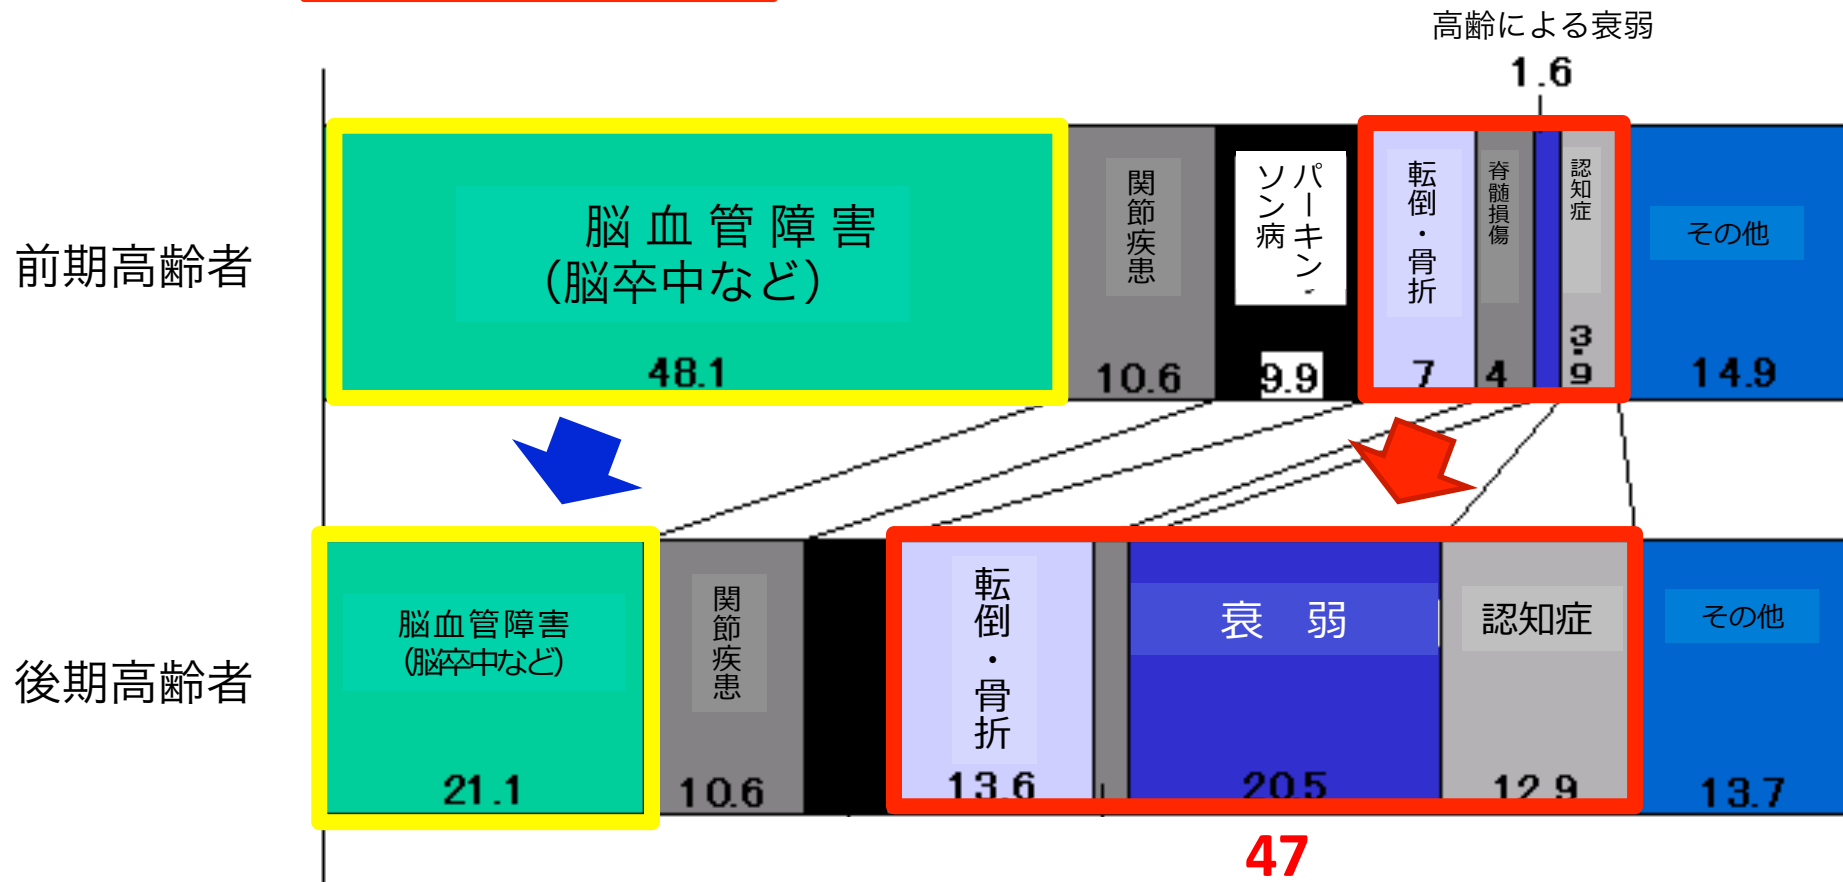 高齢による衰弱
1.6
前期高齢者
脳血管障害
（脳卒中など）
48.1
関節疾患
10.6
パーキン
ソン病
9.9
転倒・骨折
7
脊髄損傷
4
認知症
3.9
その他
14.9
後期高齢者
脳血管障害
（脳卒中など）
21.1
関節疾患
10.6
転倒・骨折
13.6
衰 弱
20.5
認知症
12.9
その他
13.7
47